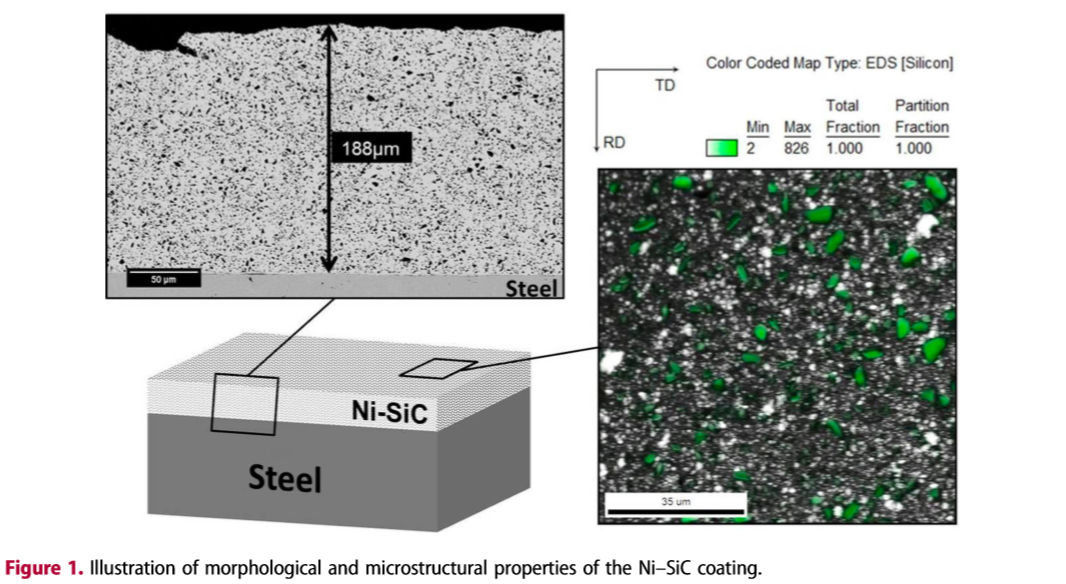 188µm
50 µm
Steel
Color Coded Map Type: EDS [Silicon]
TD
RD
Total Partition
Min Max Fraction Fraction
2 826 1.000 1.000
35 um
Ni-SiC
Steel
Figure 1. Illustration of morphological and microstructural properties of the Ni–SiC coating.